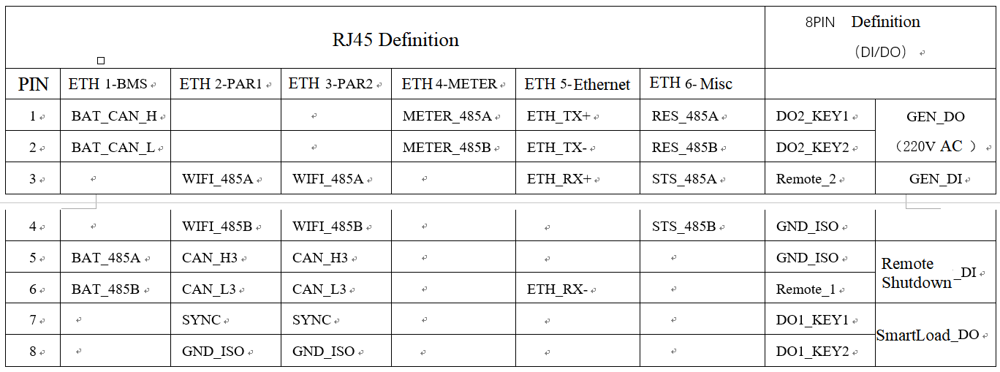 RJ45 Definition
8PIN Definition
（DI/DO）
PIN ETH 1-BMS ETH 2-PAR1 ETH 3-PAR2 ETH 4-METER ETH 5-Ethernet ETH 6- Misc
1 BAT_CAN_H METER_485A ETH_TX+ RES_485A DO2_KEY1 GEN_DO
2 BAT_CAN_L METER_485B ETH_TX- RES_485B DO2_KEY2 （220V AC ）
3 WIFI_485A WIFI_485A ETH_RX+ STS_485A Remote_2 GEN_DI
4 WIFI_485B WIFI_485B STS_485B GND_ISO
5 BAT_485A CAN_H3 CAN_H3 GND_ISO
Remote
Shutdown_DI
6 BAT_485B CAN_L3 CAN_L3 ETH_RX- Remote_1
7 SYNC SYNC DO1_KEY1
SmartLoad_DO
8 GND_ISO GND_ISO DO1_KEY2